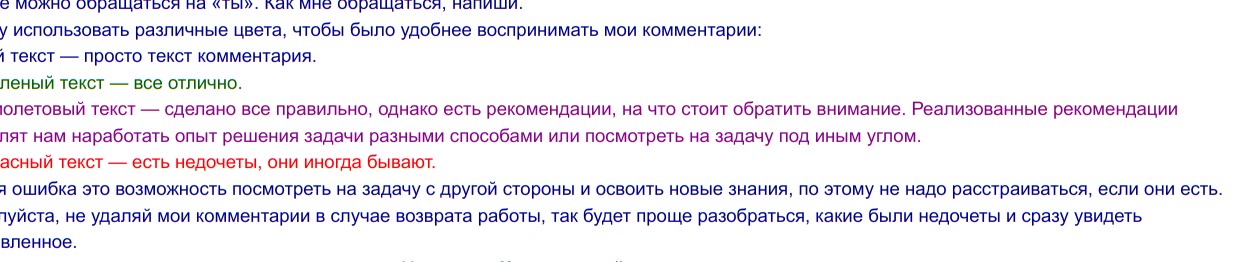 е можно обращаться на «ты». Как мне обращаться, напиши.
у использовать различные цвета, чтобы было удобнее воспринимать мои комментарии:
й текст — просто текст комментария.
леный текст — все отлично.
иолетовый текст — сделано все правильно, однако есть рекомендации, на что стоит обратить внимание. Реализованные рекомендации
лят нам наработать опыт решения задачи разными способами или посмотреть на задачу под иным углом.
асный текст — есть недочеты, они иногда бывают.
я ошибка это возможность посмотреть на задачу с другой стороны и освоить новые знания, по этому не надо расстраиваться, если они есть.
луйста, не удаляй мои комментарии в случае возврата работы, так будет проще разобраться, какие были недочеты и сразу увидеть
вленное.